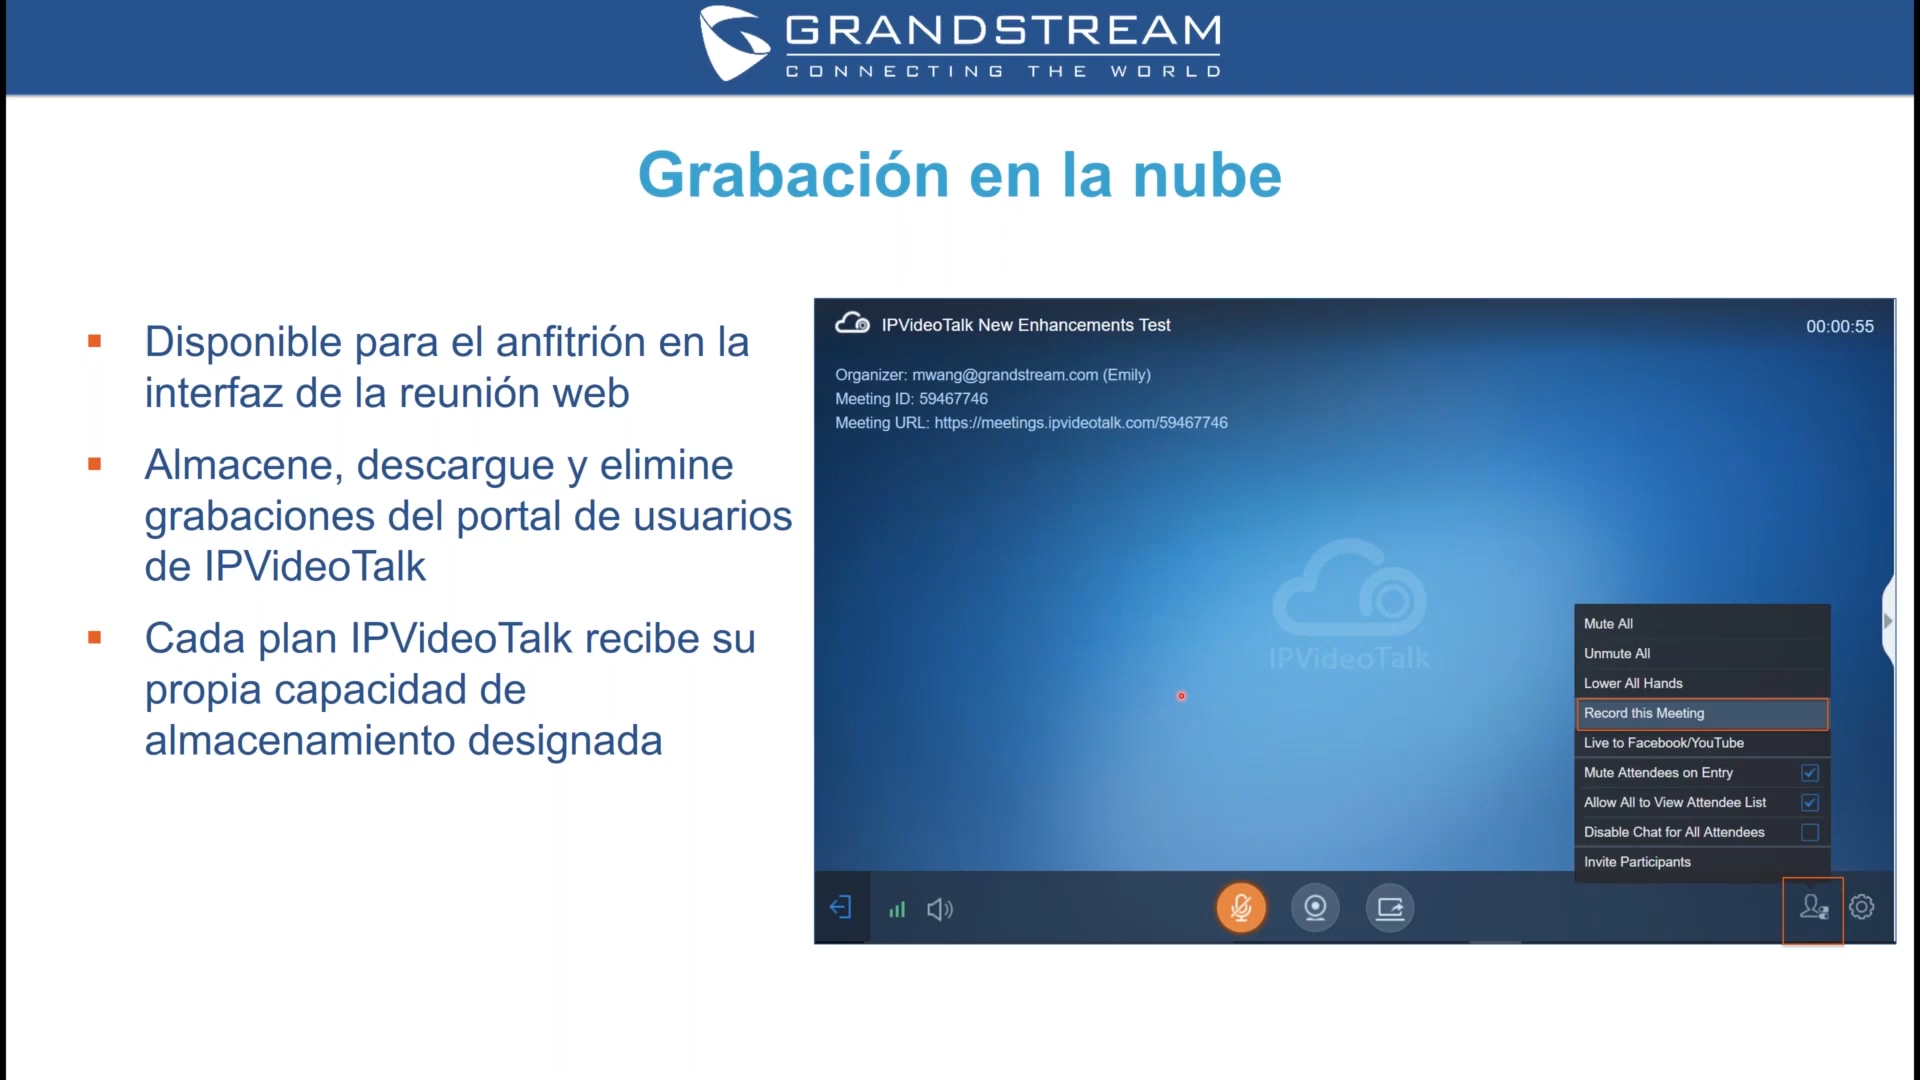 GRANDSTREAM
CONNECTING THE WORLD
Grabación en la nube
Disponible para el anfitrión en la
interfaz de la reunión web
Almacene, descargue y elimine
grabaciones del portal de usuarios
de IPVideoTalk
Cada plan IPVideoTalk recibe su
propia capacidad de
almacenamiento designada
IPVideoTalk New Enhancements Test
00:00:55
Organizer: mwang@grandstream.com (Emily)
Meeting ID: 59467746
Meeting URL: https://meetings.ipvideotalk.com/59467746
IPVideoTalk
Mute All
Unmute All
Lower All Hands
Record this Meeting
Live to Facebook/YouTube
Mute Attendees on Entry
Allow All to View Attendee List
Disable Chat for All Attendees
Invite Participants